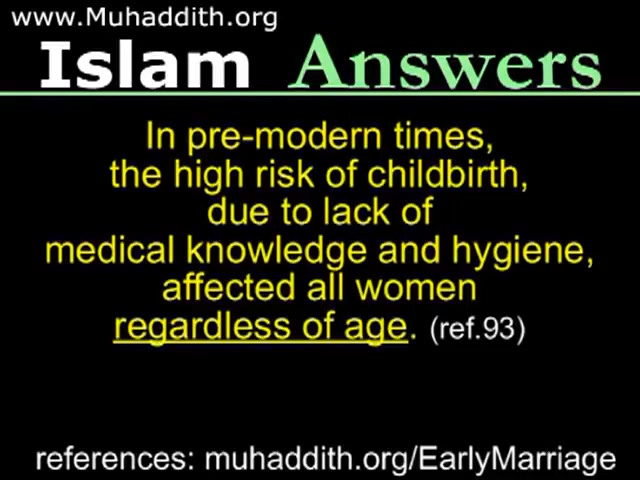 www.Muhaddith.org
Islam Answers
In pre-modern times,
the high risk of childbirth,
due to lack of
medical knowledge and hygiene,
affected all women
regardless of age. (ref.93)
references: muhaddith.org/EarlyMarriage